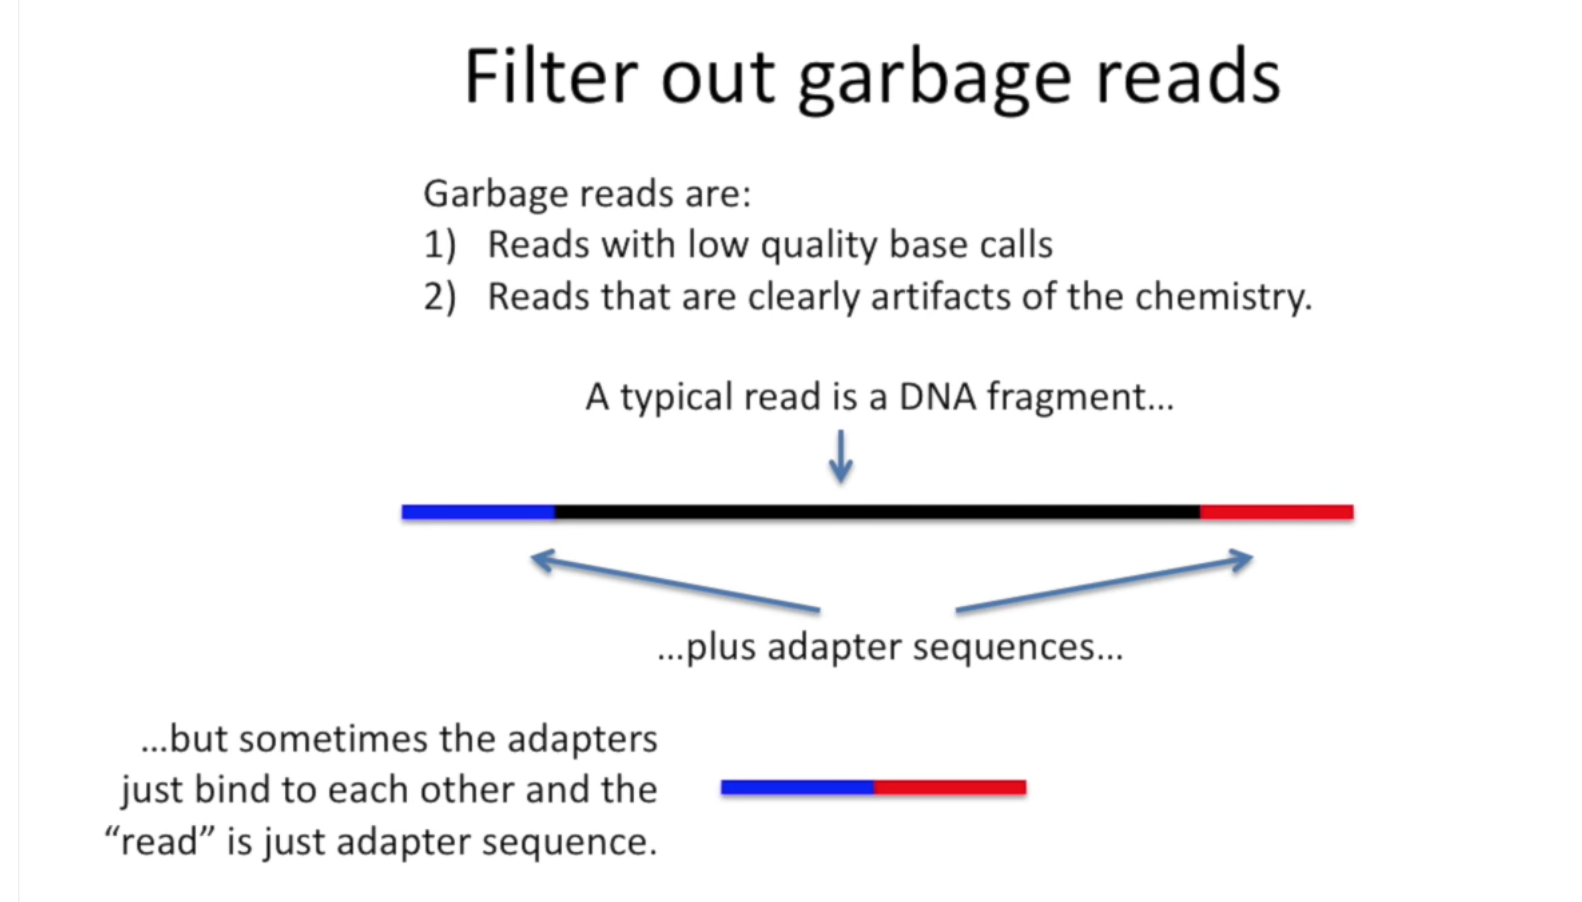 Filter out garbage reads
Garbage reads are:
1) Reads with low quality base calls
2) Reads that are clearly artifacts of the chemistry.
A typical read is a DNA fragment...
...plus adapter sequences...
...but sometimes the adapters
just bind to each other and the
“read” is just adapter sequence.